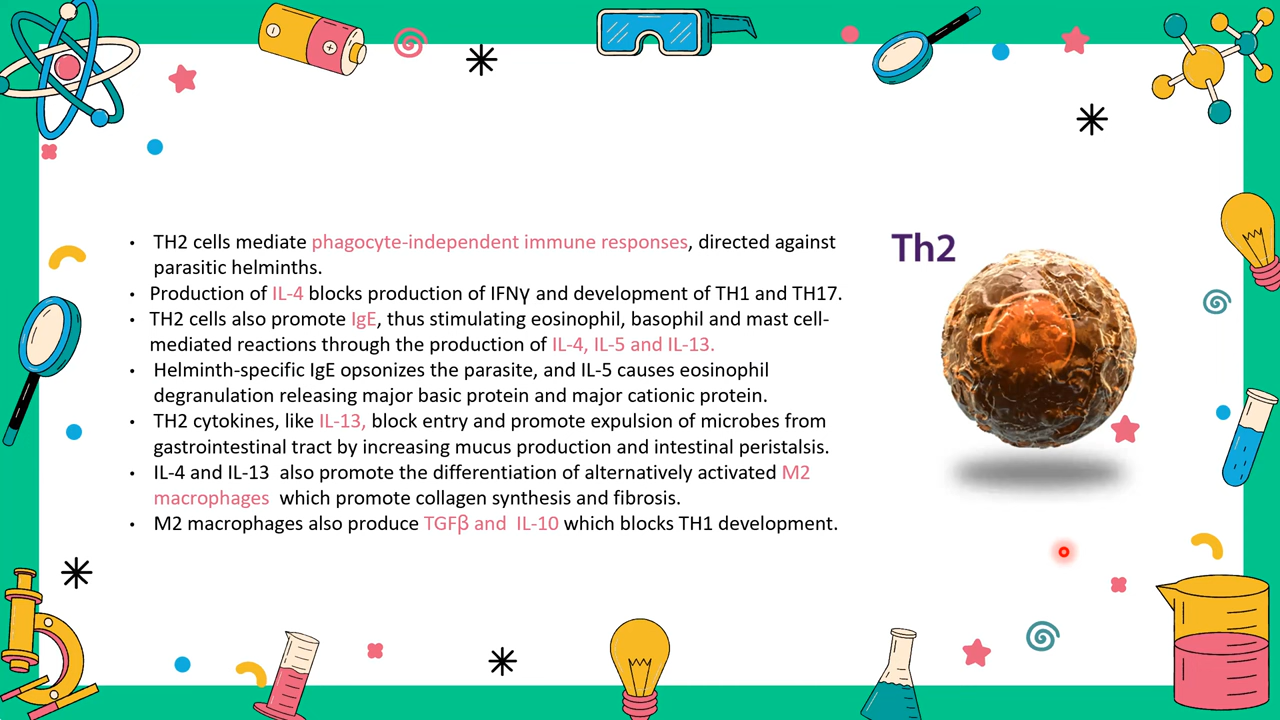 • TH2 cells mediate phagocyte-independent immune responses, directed against
parasitic helminths.
• Production of IL-4 blocks production of IFNγ and development of TH1 and TH17.
• TH2 cells also promote IgE, thus stimulating eosinophil, basophil and mast cell-
mediated reactions through the production of IL-4, IL-5 and IL-13.
• Helminth-specific IgE opsonizes the parasite, and IL-5 causes eosinophil
degranulation releasing major basic protein and major cationic protein.
• TH2 cytokines, like IL-13, block entry and promote expulsion of microbes from
gastrointestinal tract by increasing mucus production and intestinal peristalsis.
• IL-4 and IL-13  also promote the differentiation of alternatively activated M2
macrophages  which promote collagen synthesis and fibrosis.
• M2 macrophages also produce TGFβ and  IL-10 which blocks TH1 development.
Th2